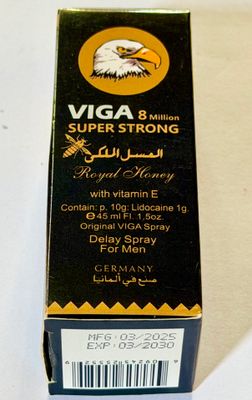 VIGA 8 Million
SUPER STRONG
العسل الملكى
Royal Honey
with vitamin E
Contain: p. 10g: Lidocaine 1g.
℮ 45 ml Fl. 1,5oz.
Original VIGA Spray
Delay Spray
For Men
GERMANY
صنع في ألمانيا
MFG:03/2025
EXP:03/2030